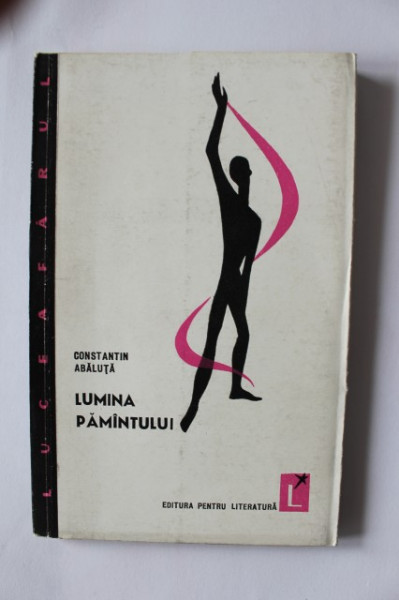 LUCEAFĂRUL
CONSTANTIN
ABĂLUȚĂ
LUMINA
PĂMÎNTULUI
EDITURA PENTRU LITERATURĂ
L